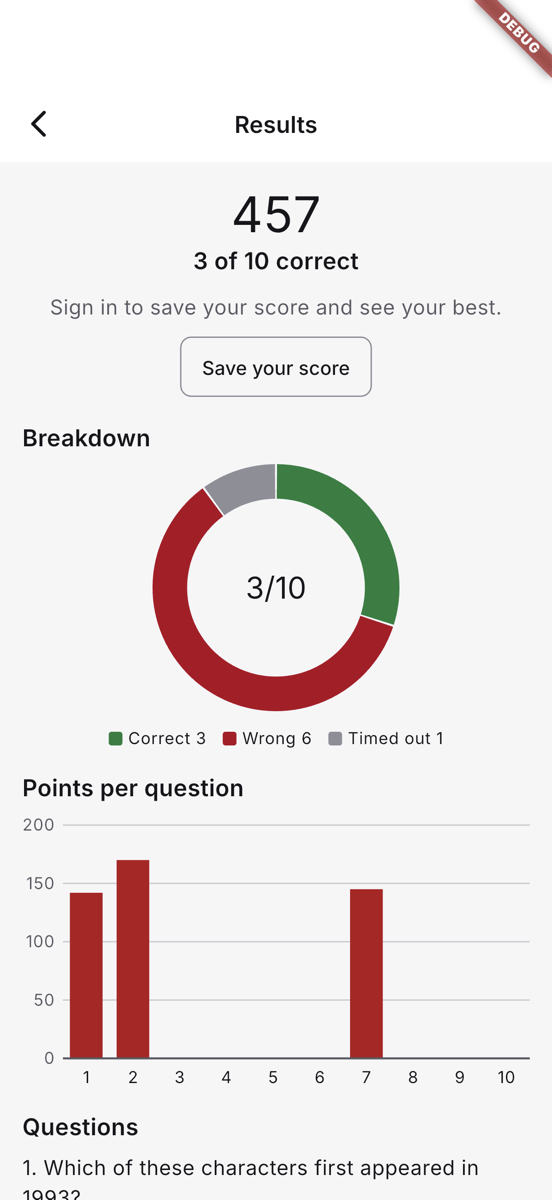 DEBUG
Results
457
3 of 10 correct
Sign in to save your score and see your best.
Save your score
Breakdown
3/10
Correct 3 Wrong 6 Timed out 1
Points per question
200
150
100
50
0
1 2 3 4 5 6 7 8 9 10
Questions
1. Which of these characters first appeared in
1993?